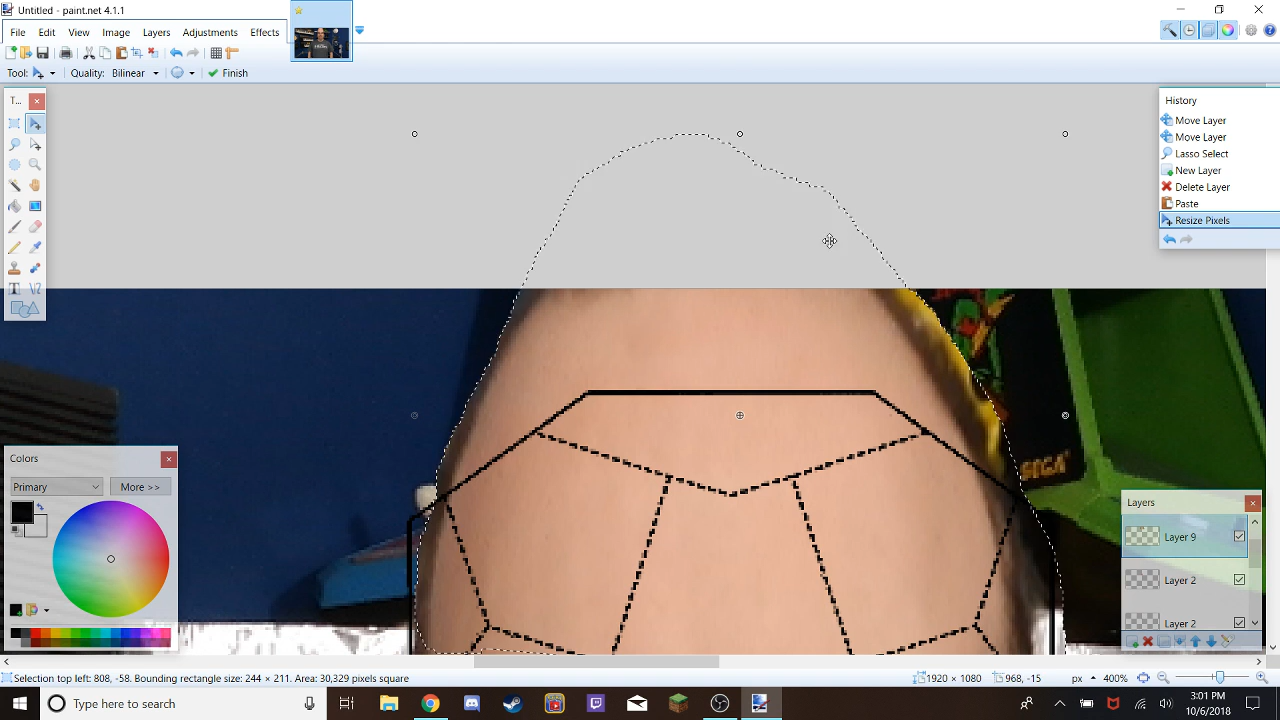 Untitled - paint.net 4.1.1
File Edit View Image Layers Adjustments Effects
Tool: Quality: Bilinear Finish
T...
History
Move Layer
Move Layer
Lasso Select
New Layer
Delete Layer
Paste
Resize Pixels
SEGA
Colors
Primary More >>
Layers
Layer 9
Layer 2
Layer 2
Selection top left: 808, -58. Bounding rectangle size: 244 × 211. Area: 30,329 pixels square 1920 × 1080 968, -15 px 400%
Type here to search
3:01 PM
10/6/2018